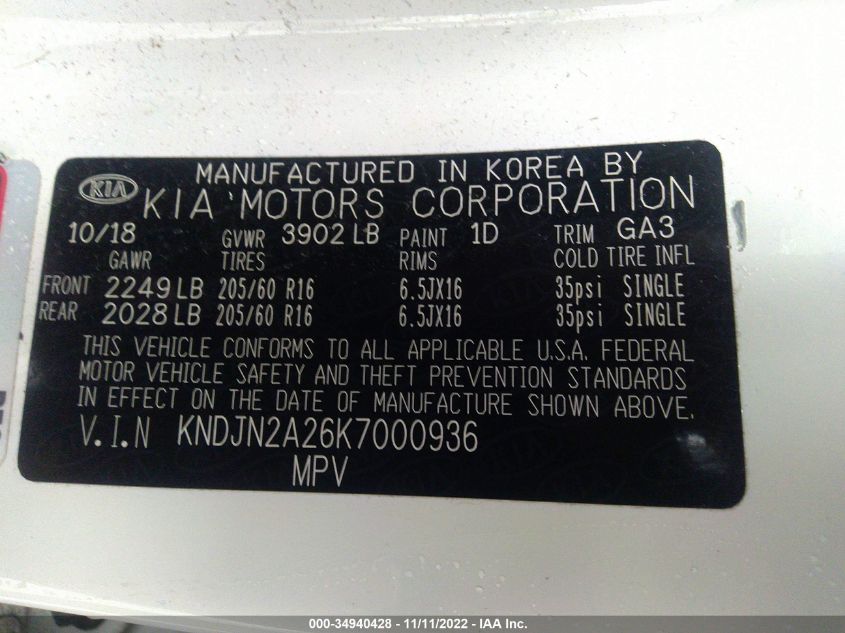 MANUFACTURED IN KOREA BY
KIA KIA MOTORS CORPORATION
10/18 GVWR 3902 LB PAINT 1D TRIM GA3
GAWR TIRES RIMS COLD TIRE INFL
FRONT 2249 LB 205/60 R16 6.5JX16 35psi SINGLE
REAR 2028 LB 205/60 R16 6.5JX16 35psi SINGLE
THIS VEHICLE CONFORMS TO ALL APPLICABLE U.S.A. FEDERAL
MOTOR VEHICLE SAFETY AND THEFT PREVENTION STANDARDS
IN EFFECT ON THE DATE OF MANUFACTURE SHOWN ABOVE.
V.I.N KNDJN2A26K7000936
MPV
000-34940428 - 11/11/2022 - IAA Inc.